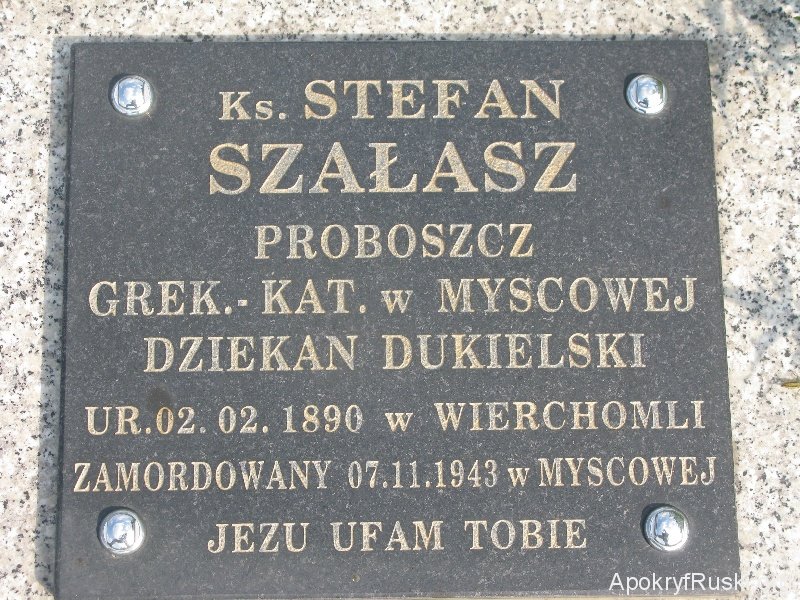 Ks. STEFAN
SZAŁASZ
PROBOSZCZ
GREK.- KAT. w MYSCOWEJ
DZIEKAN DUKIELSKI
UR.02. 02. 1890 w WIERCHOMLI
ZAMORDOWANY 07.11.1943 w MYSCOWEJ
JEZU UFAM TOBIE